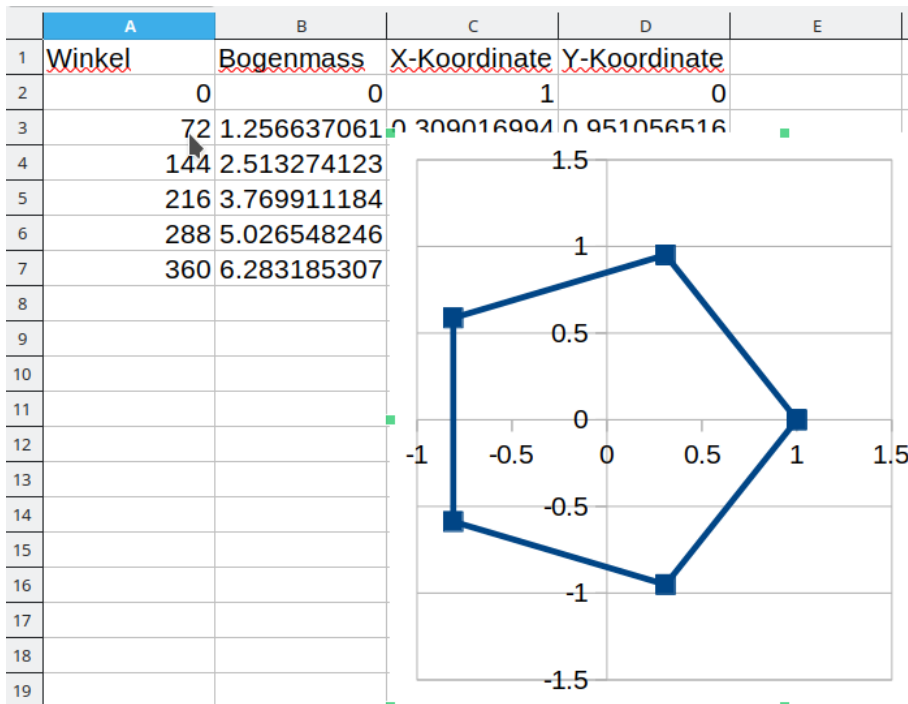 A B C D E
1 Winkel Bogenmass X-Koordinate Y-Koordinate
2 0 0 1 0
3 72 1.256637061 0.309016994 0.951056516
4 144 2.513274123
5 216 3.769911184
6 288 5.026548246
7 360 6.283185307
8
9
10
11
12
13
14
15
16
17
18
19
1.5
1
0.5
0
-1 -0.5 0 0.5 1 1.5
-0.5
-1
-1.5